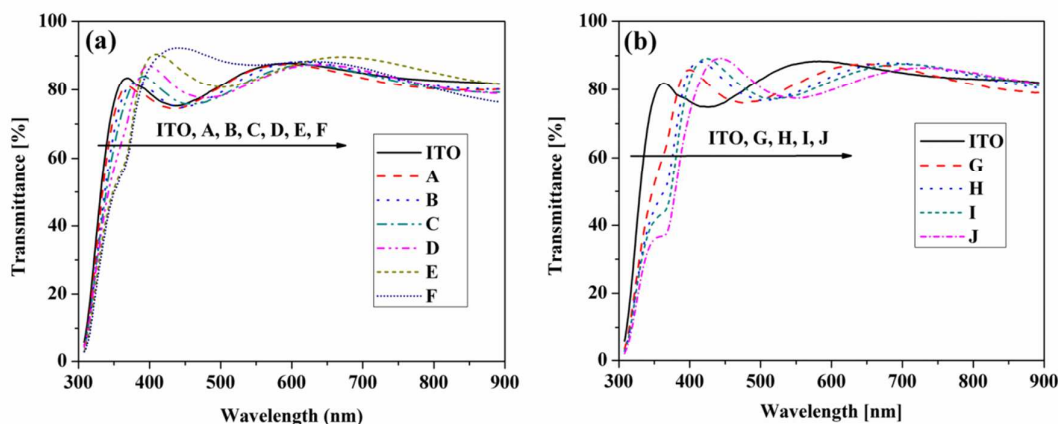 (a)
100
80
60
40
20
0
Transmittance [%]
ITO, A, B, C, D, E, F
ITO
A
B
C
D
E
F
300 400 500 600 700 800 900
Wavelength (nm)
(b)
100
80
60
40
20
0
Transmittance [%]
ITO, G, H, I, J
ITO
G
H
I
J
300 400 500 600 700 800 900
Wavelength [nm]